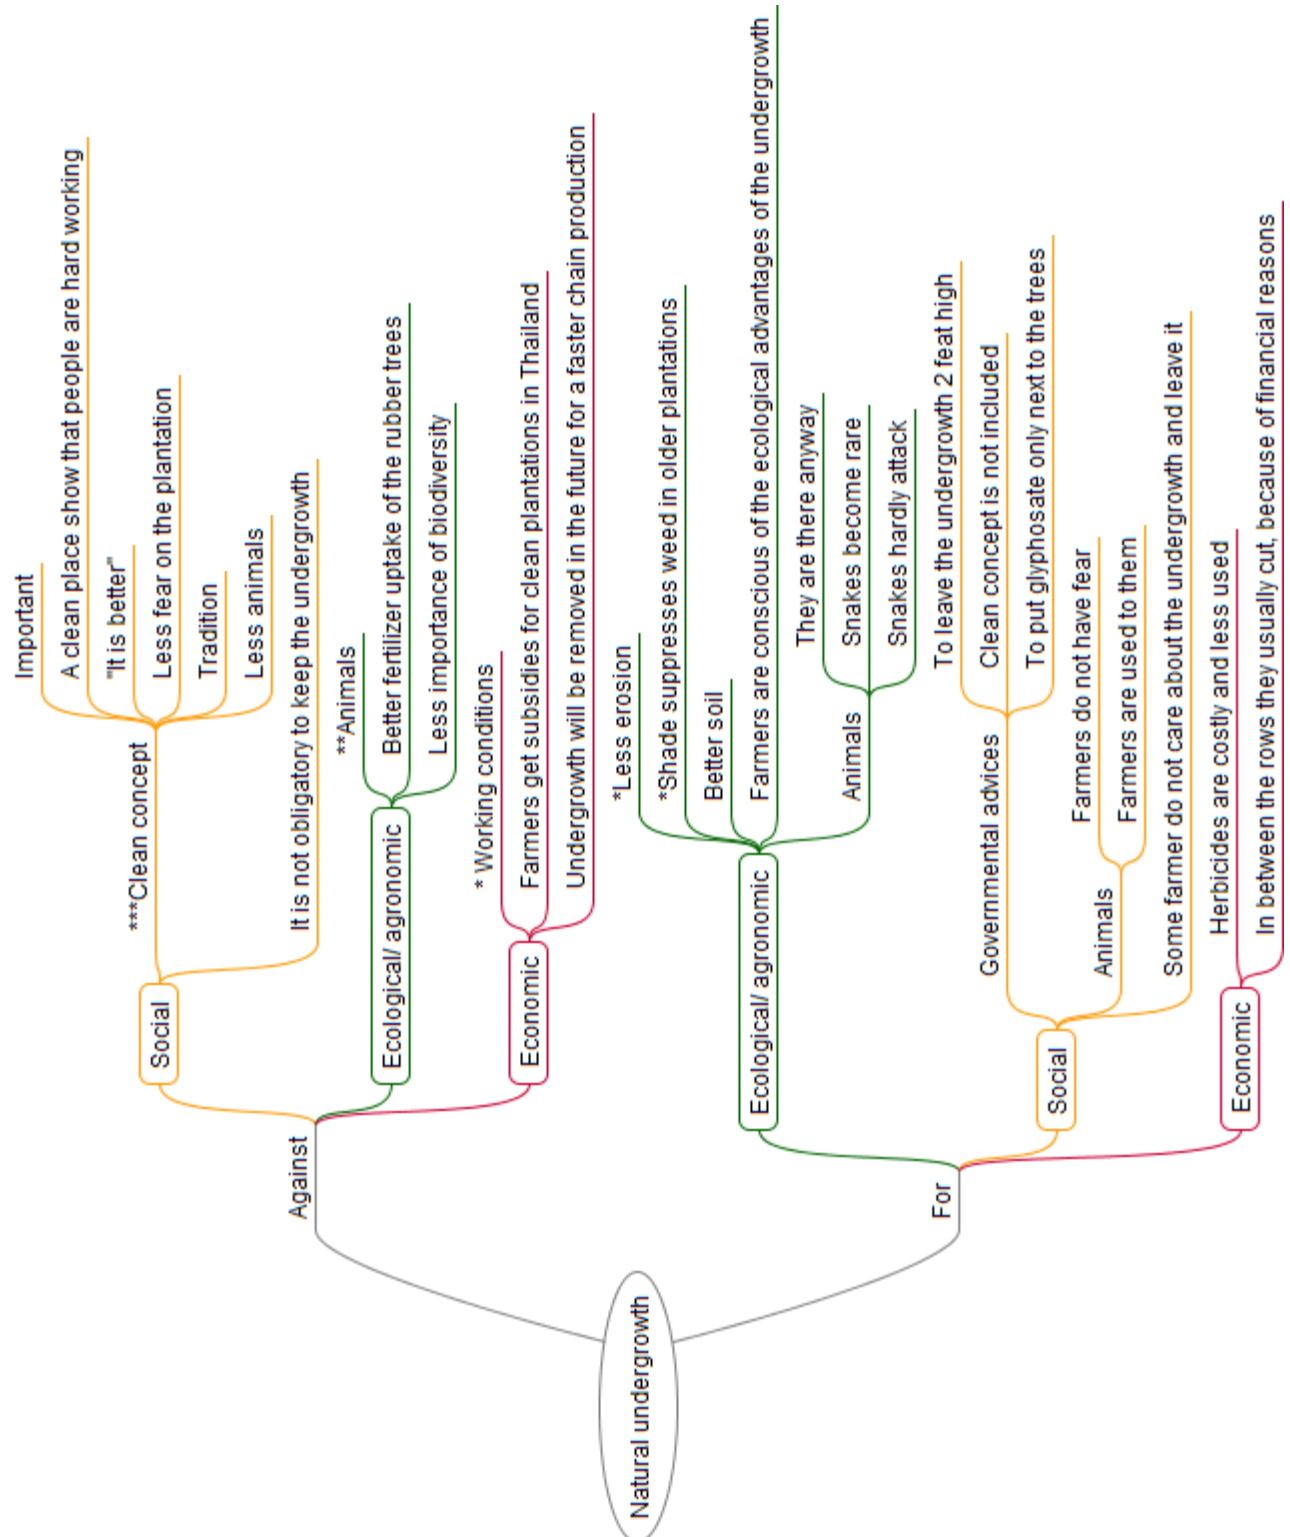 Natural undergrowth
Against
Social
***Clean concept
Important
A clean place show that people are hard working
"It is better"
Less fear on the plantation
Tradition
Less animals
It is not obligatory to keep the undergrowth
Ecological/ agronomic
**Animals
Better fertilizer uptake of the rubber trees
Less importance of biodiversity
Economic
* Working conditions
Farmers get subsidies for clean plantations in Thailand
Undergrowth will be removed in the future for a faster chain production
For
Ecological/ agronomic
*Less erosion
*Shade suppresses weed in older plantations
Better soil
Farmers are conscious of the ecological advantages of the undergrowth
Animals
They are there anyway
Snakes become rare
Snakes hardly attack
Social
Governmental advices
To leave the undergrowth 2 feat high
Clean concept is not included
To put glyphosate only next to the trees
Animals
Farmers do not have fear
Farmers are used to them
Some farmer do not care about the undergrowth and leave it
Economic
Herbicides are costly and less used
In between the rows they usually cut, because of financial reasons